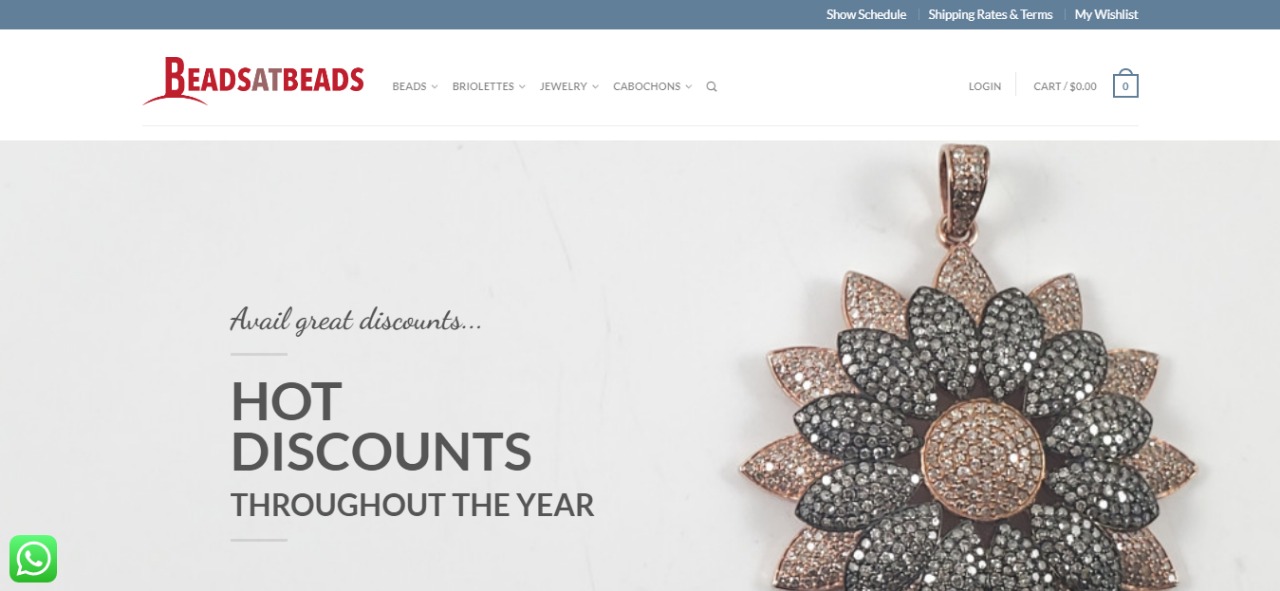 Show Schedule
Shipping Rates & Terms
My Wishlist
BEADSATBEADS
BEADS
BRIOLETTES
JEWELRY
CABOCHONS
LOGIN
CART / $0.00
0
Avail great discounts...
HOT
DISCOUNTS
THROUGHOUT THE YEAR